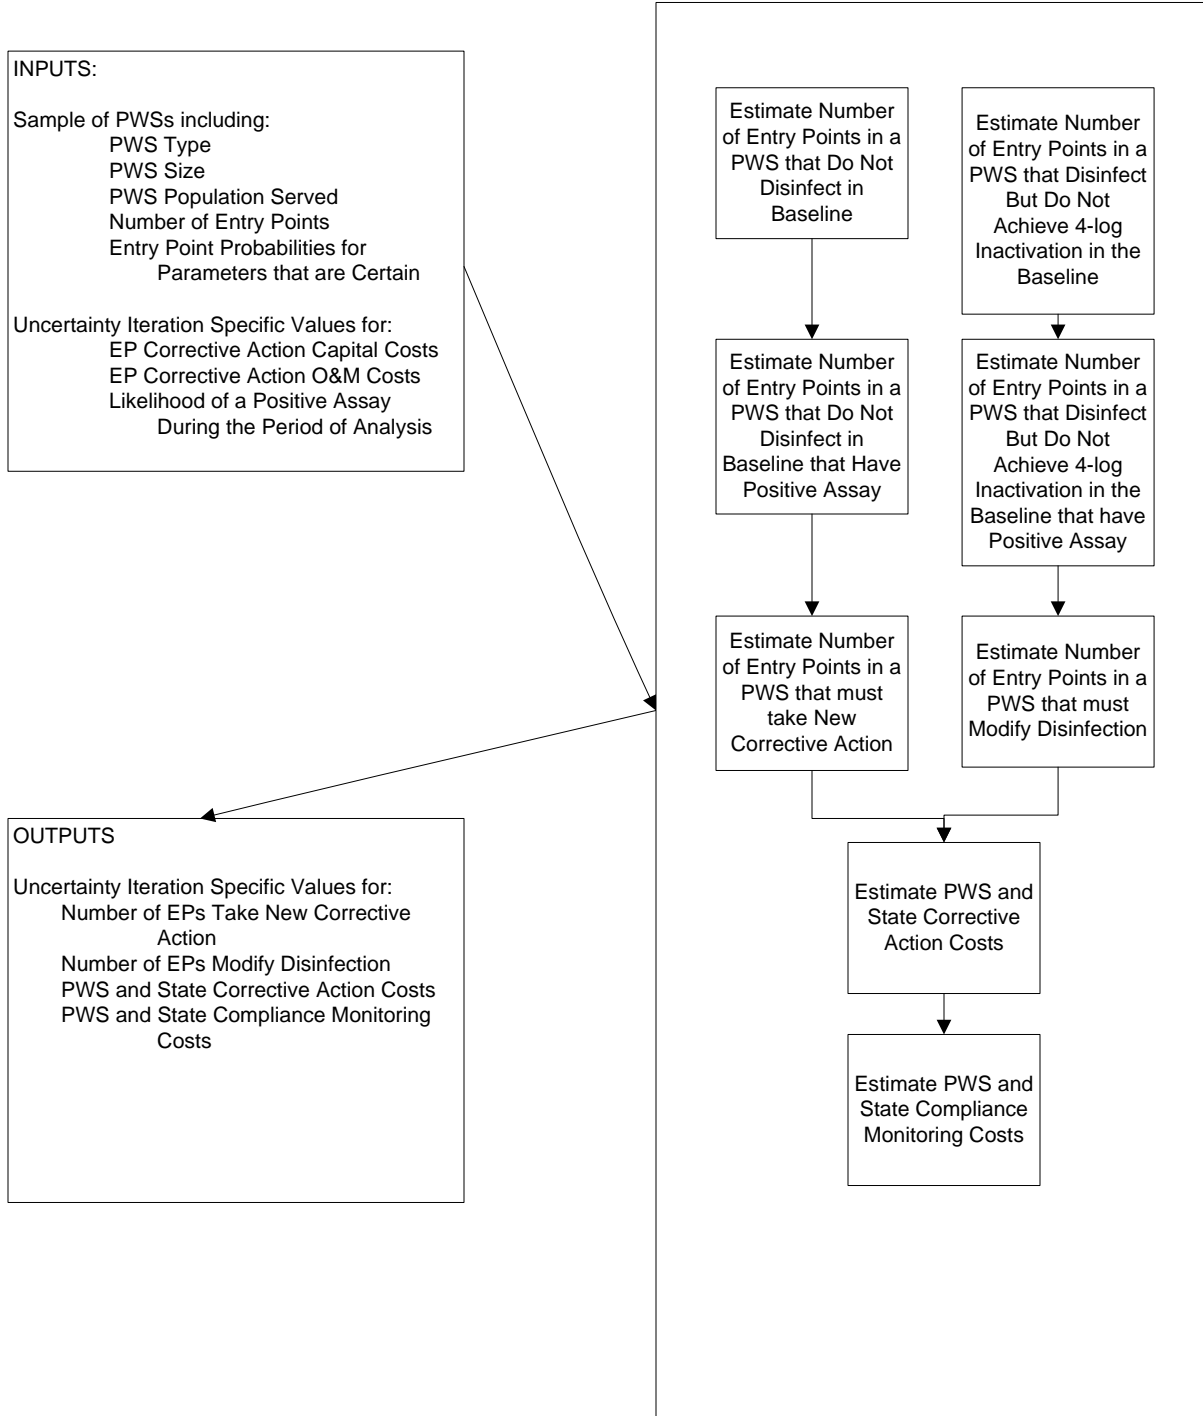 INPUTS:
Sample of PWSs including:
PWS Type
PWS Size
PWS Population Served
Number of Entry Points
Entry Point Probabilities for
Parameters that are Certain
Uncertainty Iteration Specific Values for:
EP Corrective Action Capital Costs
EP Corrective Action O&M Costs
Likelihood of a Positive Assay
During the Period of Analysis
OUTPUTS
Uncertainty Iteration Specific Values for:
Number of EPs Take New Corrective
Action
Number of EPs Modify Disinfection
PWS and State Corrective Action Costs
PWS and State Compliance Monitoring
Costs
Estimate Number
of Entry Points in a
PWS that Do Not
Disinfect in
Baseline
Estimate Number
of Entry Points in a
PWS that Do Not
Disinfect in
Baseline that Have
Positive Assay
Estimate Number
of Entry Points in a
PWS that must
take New
Corrective Action
Estimate Number
of Entry Points in a
PWS that Disinfect
But Do Not
Achieve 4-log
Inactivation in the
Baseline
Estimate Number
of Entry Points in a
PWS that Disinfect
But Do Not
Achieve 4-log
Inactivation in the
Baseline that have
Positive Assay
Estimate Number
of Entry Points in a
PWS that must
Modify Disinfection
Estimate PWS and
State Corrective
Action Costs
Estimate PWS and
State Compliance
Monitoring Costs